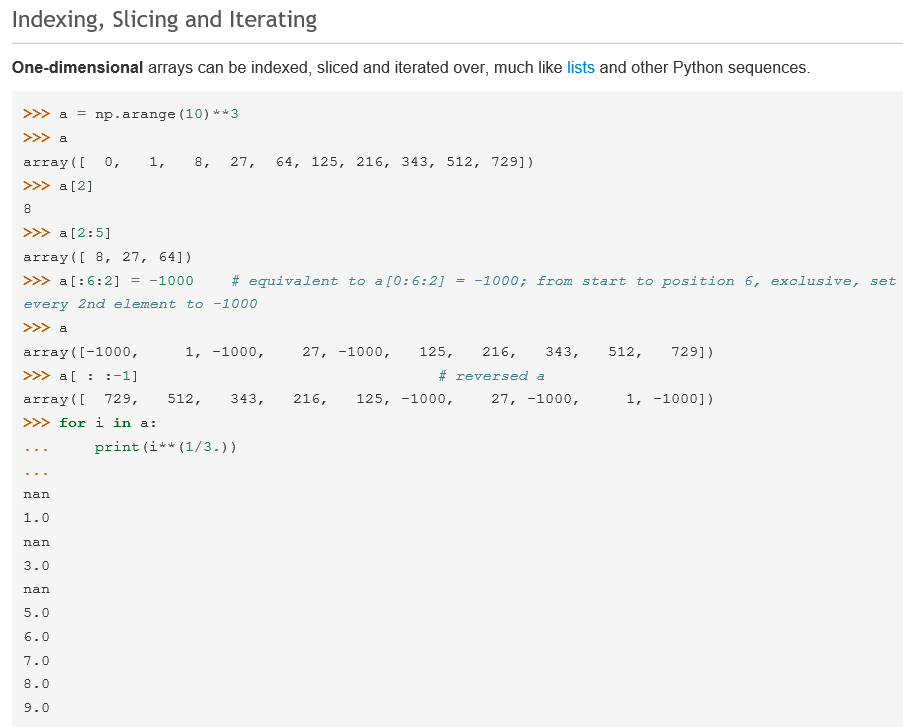 Indexing, Slicing and Iterating
One-dimensional arrays can be indexed, sliced and iterated over, much like lists and other Python sequences.
>>> a = np.arange(10)**3
>>> a
array([  0,   1,   8,  27,  64, 125, 216, 343, 512, 729])
>>> a[2]
8
>>> a[2:5]
array([ 8, 27, 64])
>>> a[:6:2] = -1000    # equivalent to a[0:6:2] = -1000; from start to position 6, exclusive, set
every 2nd element to -1000
>>> a
array([-1000,     1, -1000,    27, -1000,   125,   216,   343,   512,   729])
>>> a[ : :-1]                                 # reversed a
array([  729,   512,   343,   216,   125, -1000,    27, -1000,     1, -1000])
>>> for i in a:
...     print(i**(1/3.))
...
nan
1.0
nan
3.0
nan
5.0
6.0
7.0
8.0
9.0